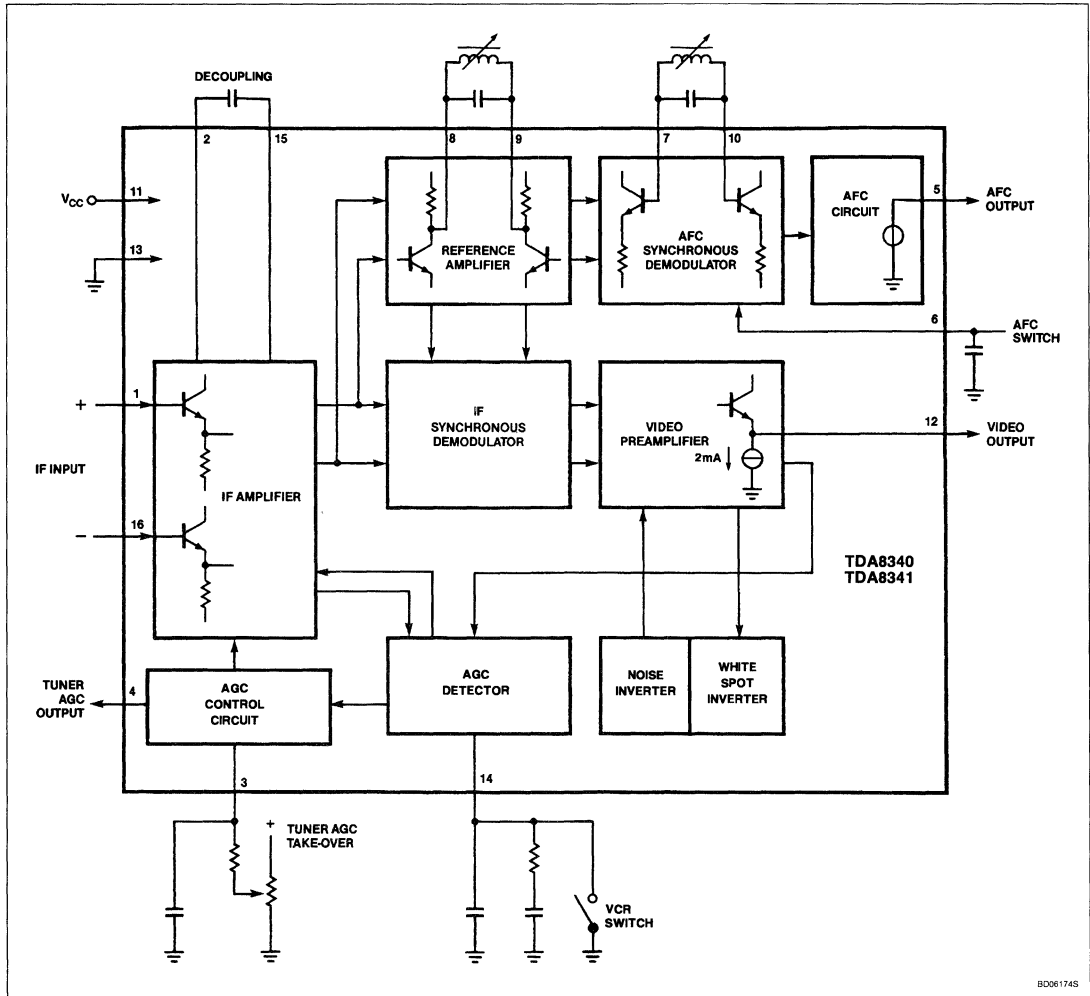 DECOUPLING
2
15
8
9
7
10
11
VCC
13
REFERENCE
AMPLIFIER
AFC
SYNCHRONOUS
DEMODULATOR
AFC
CIRCUIT
5
AFC
OUTPUT
6
AFC
SWITCH
1
+
IF INPUT
16
−
IF AMPLIFIER
IF
SYNCHRONOUS
DEMODULATOR
VIDEO
PREAMPLIFIER
2mA
12
VIDEO
OUTPUT
TDA8340
TDA8341
TUNER
AGC
OUTPUT
4
AGC
CONTROL
CIRCUIT
AGC
DETECTOR
NOISE
INVERTER
WHITE
SPOT
INVERTER
3
14
+
TUNER AGC
TAKE-OVER
VCR
SWITCH
BD06174S